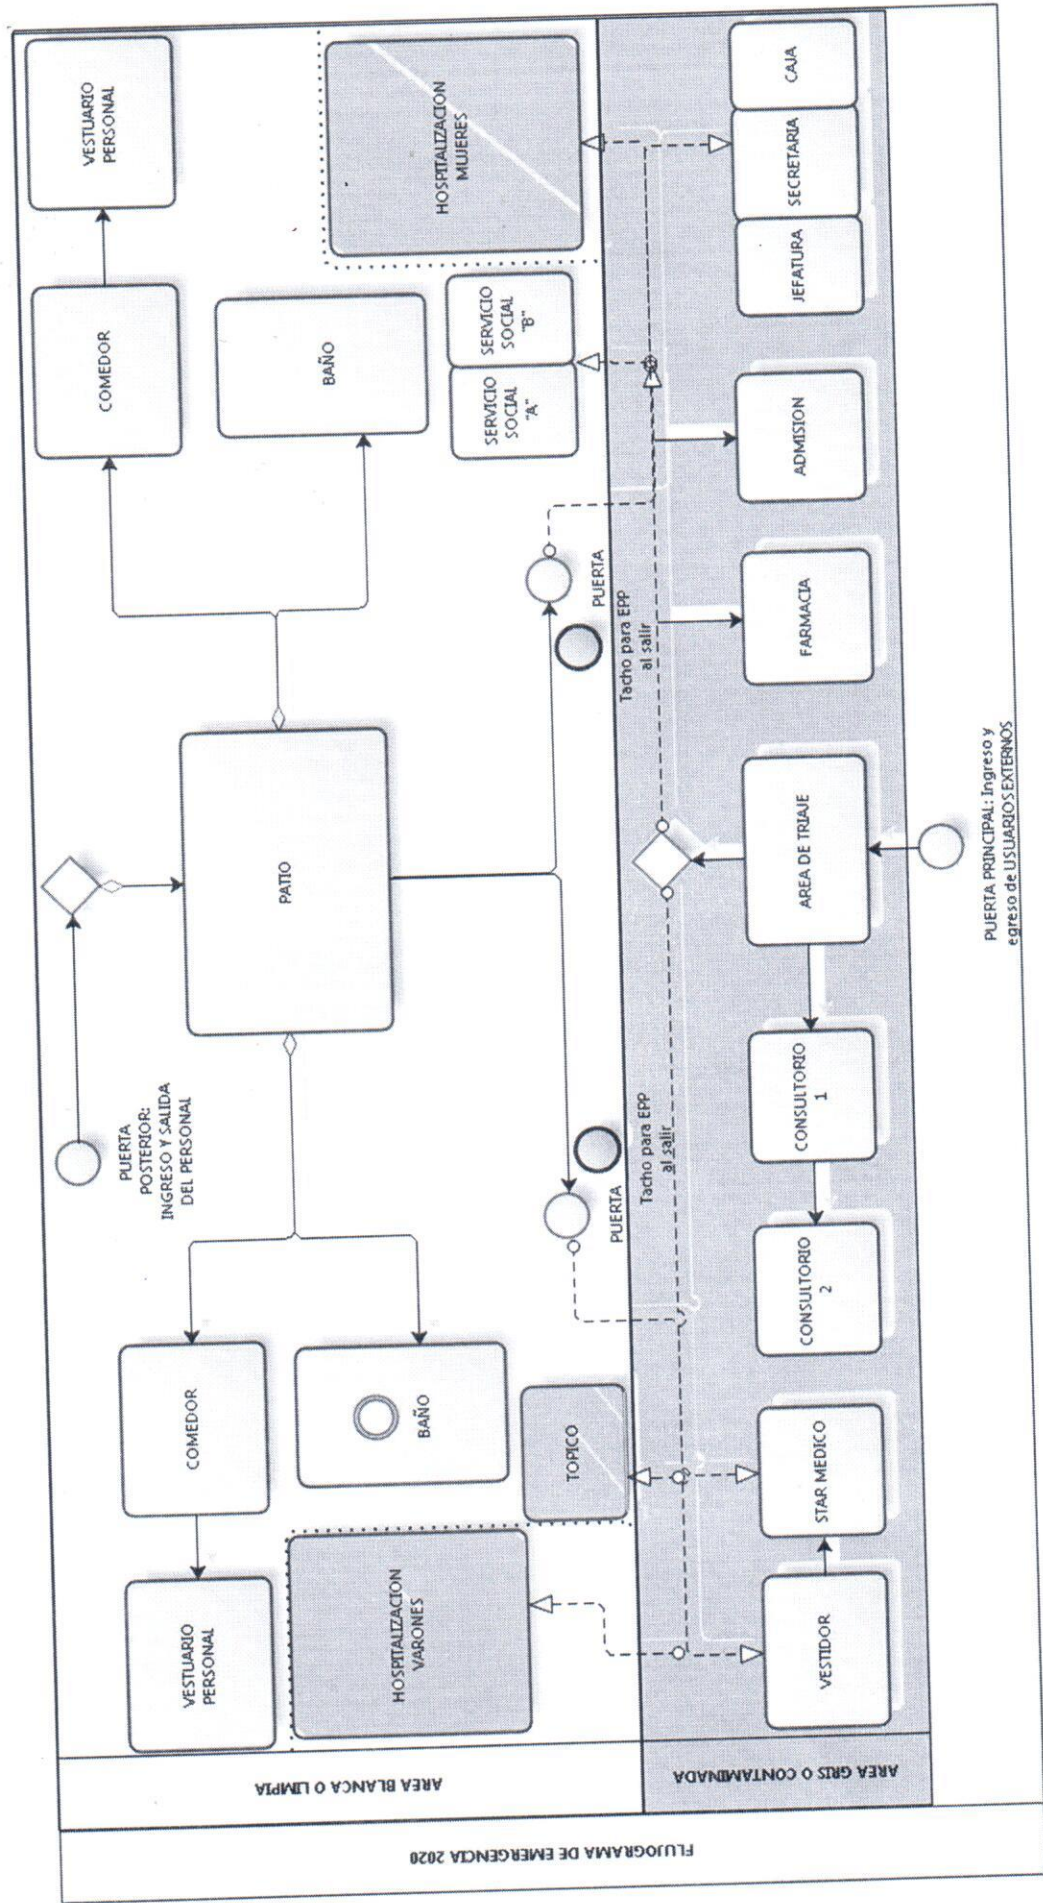 FLUJOGRAMA DE EMERGENCIA 2020
AREA BLANCA O LIMPIA
VESTUARIO
PERSONAL
COMEDOR
BAÑO
HOSPITALIZACION
VARONES
TOPICO
PUERTA
POSTERIOR:
INGRESO Y SALIDA
DEL PERSONAL
PATIO
PUERTA
Tacho para EPP
al salir
PUERTA
Tacho para EPP
al salir
COMEDOR
VESTUARIO
PERSONAL
BAÑO
SERVICIO
SOCIAL
"A"
SERVICIO
SOCIAL
"B"
HOSPITALIZACION
MUJERES
AREA GRIS O CONTAMINADA
VESTIDOR
STAR MEDICO
CONSULTORIO
2
CONSULTORIO
1
AREA DE TRIAJE
FARMACIA
ADMISION
JEFATURA
SECRETARIA
CAJA
PUERTA PRINCIPAL: Ingreso y
egreso de USUARIOS EXTERNOS